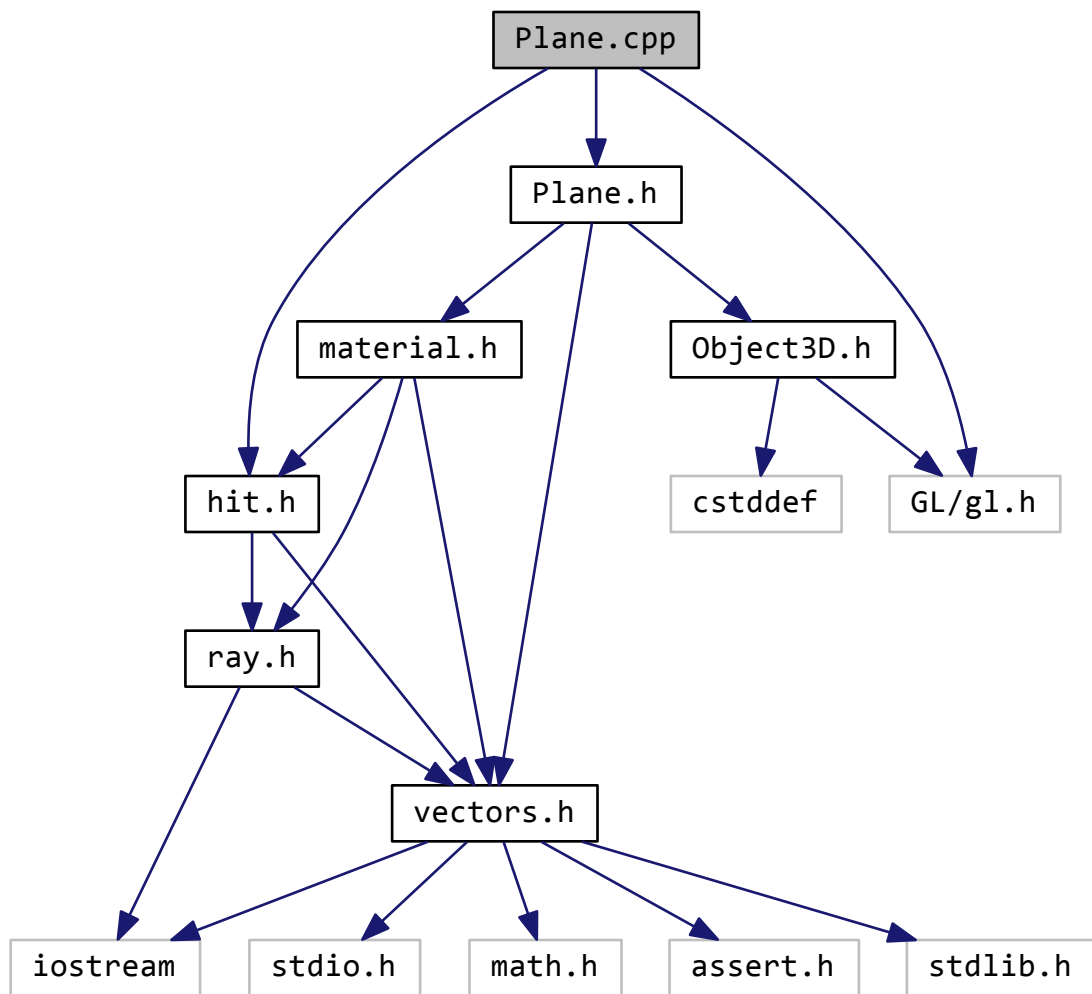 Plane.cpp
Plane.h
material.h
Object3D.h
hit.h
cstddef
GL/gl.h
ray.h
vectors.h
iostream
stdio.h
math.h
assert.h
stdlib.h